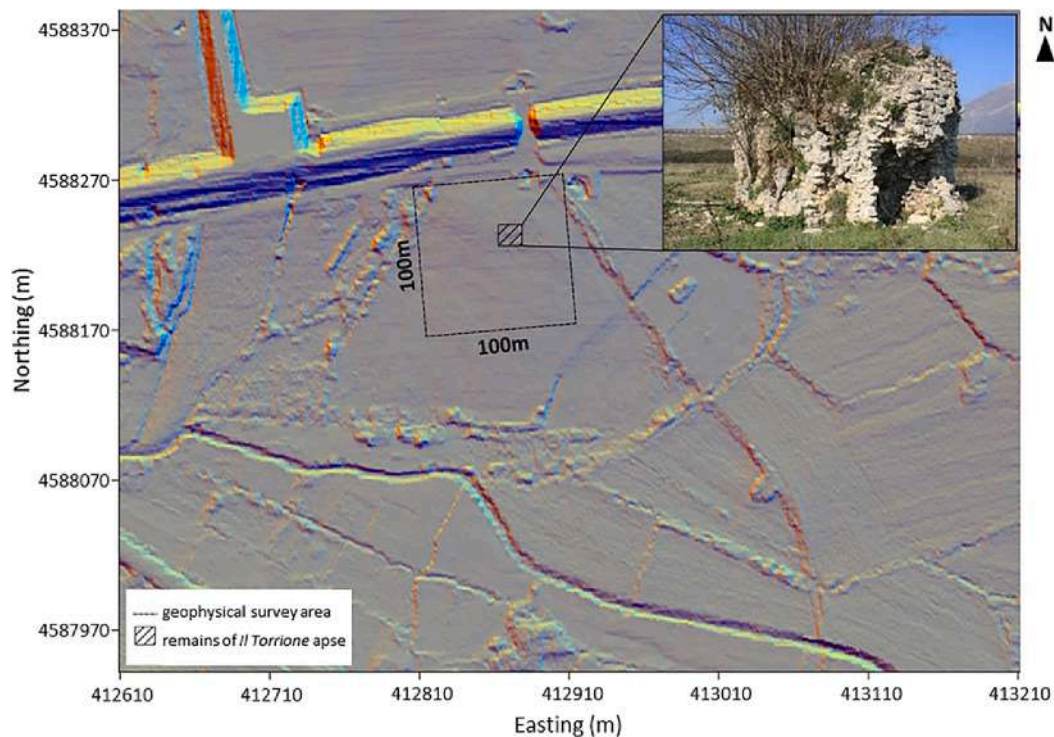 4588370
N
4588270
100m
4588170
100m
Northing (m)
4588070
geophysical survey area
4587970
remains of Il Torrione apse
412610
412710
412810
412910
413010
413110
413210
Easting (m)